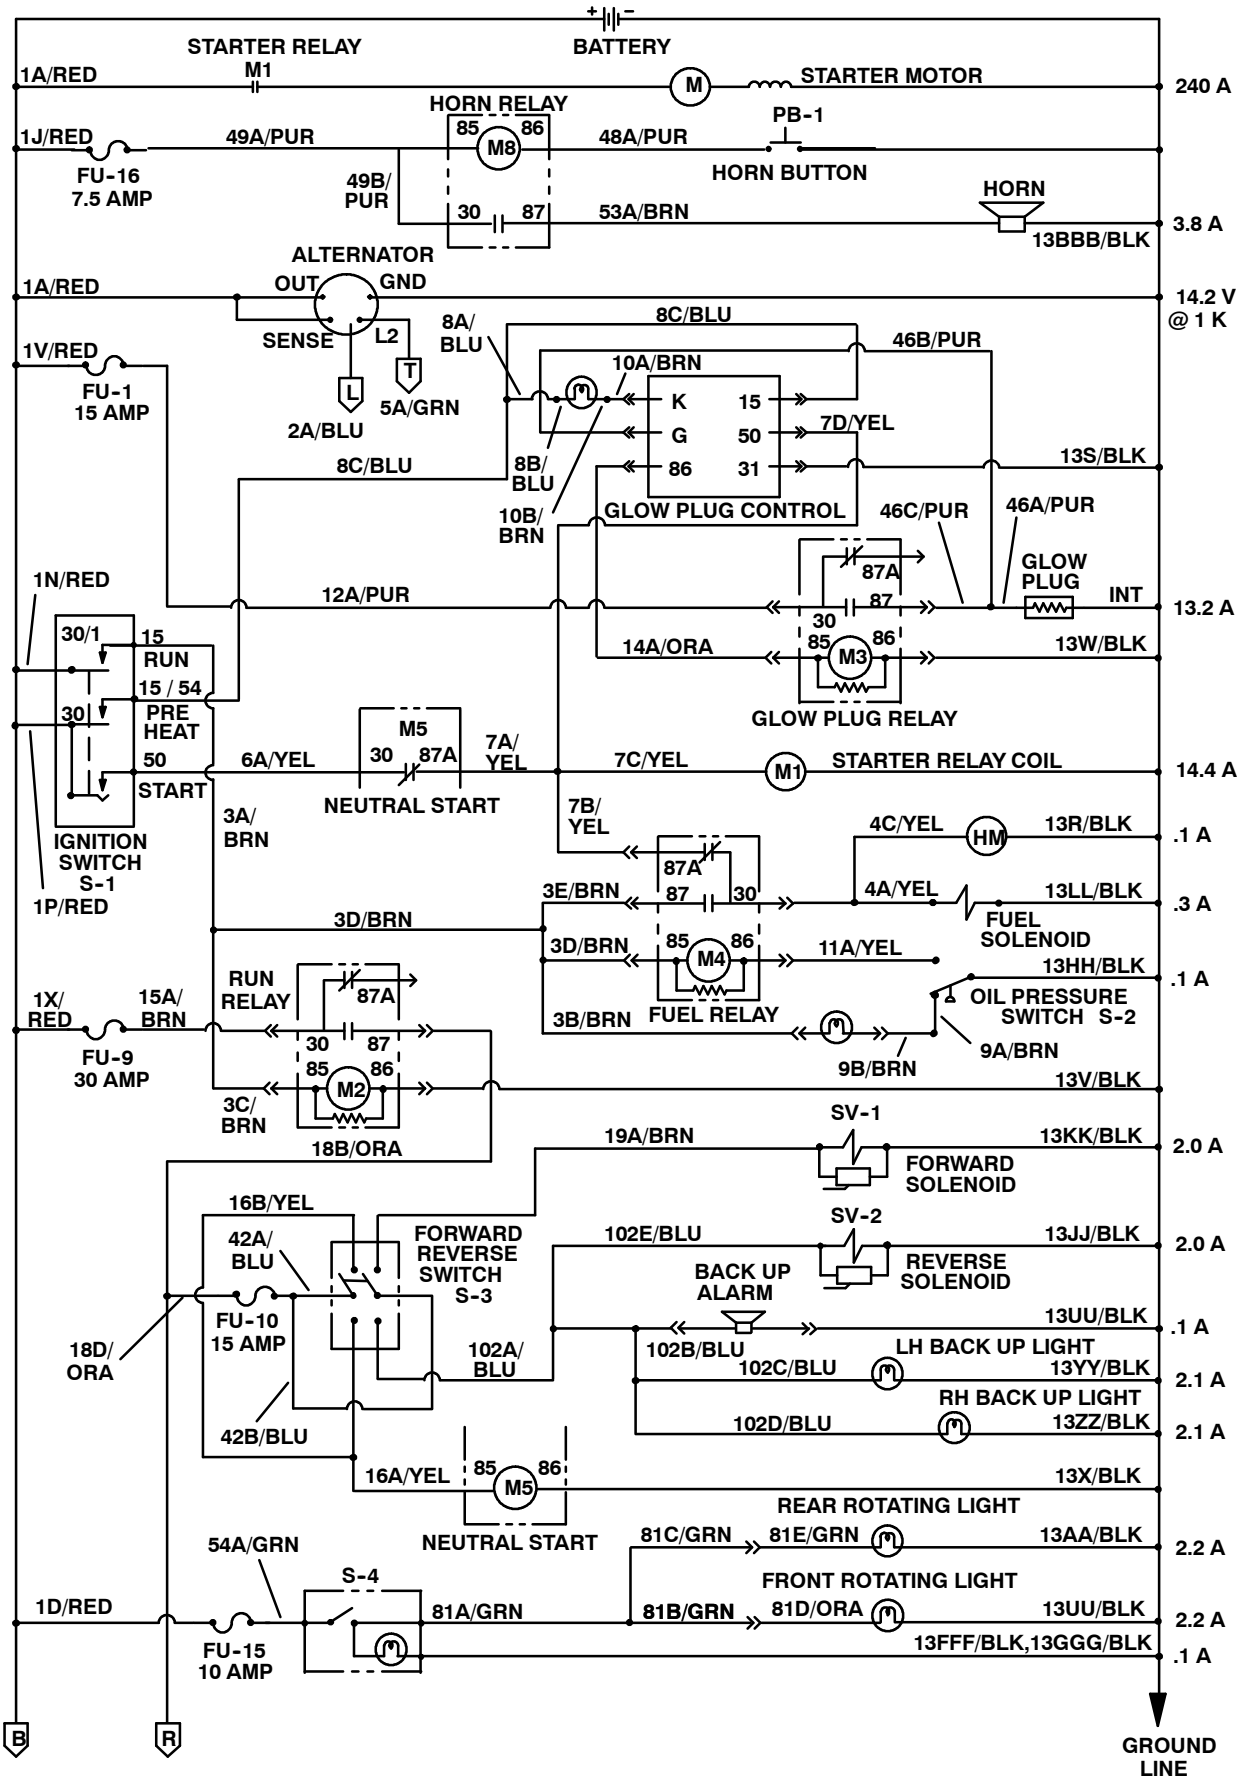 + -
BATTERY
STARTER RELAY
M1
1A/RED
M
STARTER MOTOR
240 A
HORN RELAY
1J/RED
FU-16
7.5 AMP
49A/PUR
85
86
M8
48A/PUR
PB-1
HORN BUTTON
49B/
PUR
30
87
53A/BRN
HORN
13BBB/BLK
3.8 A
ALTERNATOR
1A/RED
OUT
GND
SENSE
L2
14.2 V
@ 1 K
L
2A/BLU
T
5A/GRN
1V/RED
FU-1
15 AMP
8A/
BLU
8C/BLU
46B/PUR
10A/BRN
K
15
7D/YEL
G
50
86
31
13S/BLK
8C/BLU
8B/
BLU
10B/
BRN
GLOW PLUG CONTROL
46C/PUR
46A/PUR
87A
GLOW
PLUG
INT
1N/RED
12A/PUR
30
87
13.2 A
30/1
15
RUN
14A/ORA
85
86
M3
13W/BLK
15 / 54
30
PRE
HEAT
GLOW PLUG RELAY
M5
50
START
6A/YEL
30
87A
7A/
YEL
7C/YEL
M1
STARTER RELAY COIL
14.4 A
NEUTRAL START
IGNITION
SWITCH
S-1
1P/RED
3A/
BRN
7B/
YEL
87A
4C/YEL
HM
13R/BLK
.1 A
3E/BRN
87
30
4A/YEL
13LL/BLK
.3 A
FUEL
SOLENOID
3D/BRN
3D/BRN
85
86
M4
11A/YEL
13HH/BLK
.1 A
FUEL RELAY
OIL PRESSURE
SWITCH S-2
RUN
RELAY
87A
1X/
RED
15A/
BRN
FU-9
30 AMP
30
87
3B/BRN
9B/BRN
9A/BRN
85
86
M2
13V/BLK
3C/
BRN
18B/ORA
19A/BRN
SV-1
13KK/BLK
2.0 A
FORWARD
SOLENOID
16B/YEL
42A/
BLU
FORWARD
REVERSE
SWITCH
S-3
102E/BLU
SV-2
13JJ/BLK
2.0 A
REVERSE
SOLENOID
BACK UP
ALARM
FU-10
15 AMP
18D/
ORA
102A/
BLU
102B/BLU
13UU/BLK
.1 A
LH BACK UP LIGHT
102C/BLU
13YY/BLK
2.1 A
RH BACK UP LIGHT
42B/BLU
102D/BLU
13ZZ/BLK
2.1 A
16A/YEL
85
86
M5
13X/BLK
NEUTRAL START
REAR ROTATING LIGHT
54A/GRN
81C/GRN
81E/GRN
13AA/BLK
2.2 A
S-4
FRONT ROTATING LIGHT
1D/RED
FU-15
10 AMP
81A/GRN
81B/GRN
81D/ORA
13UU/BLK
2.2 A
13FFF/BLK,13GGG/BLK
.1 A
B
R
GROUND
LINE